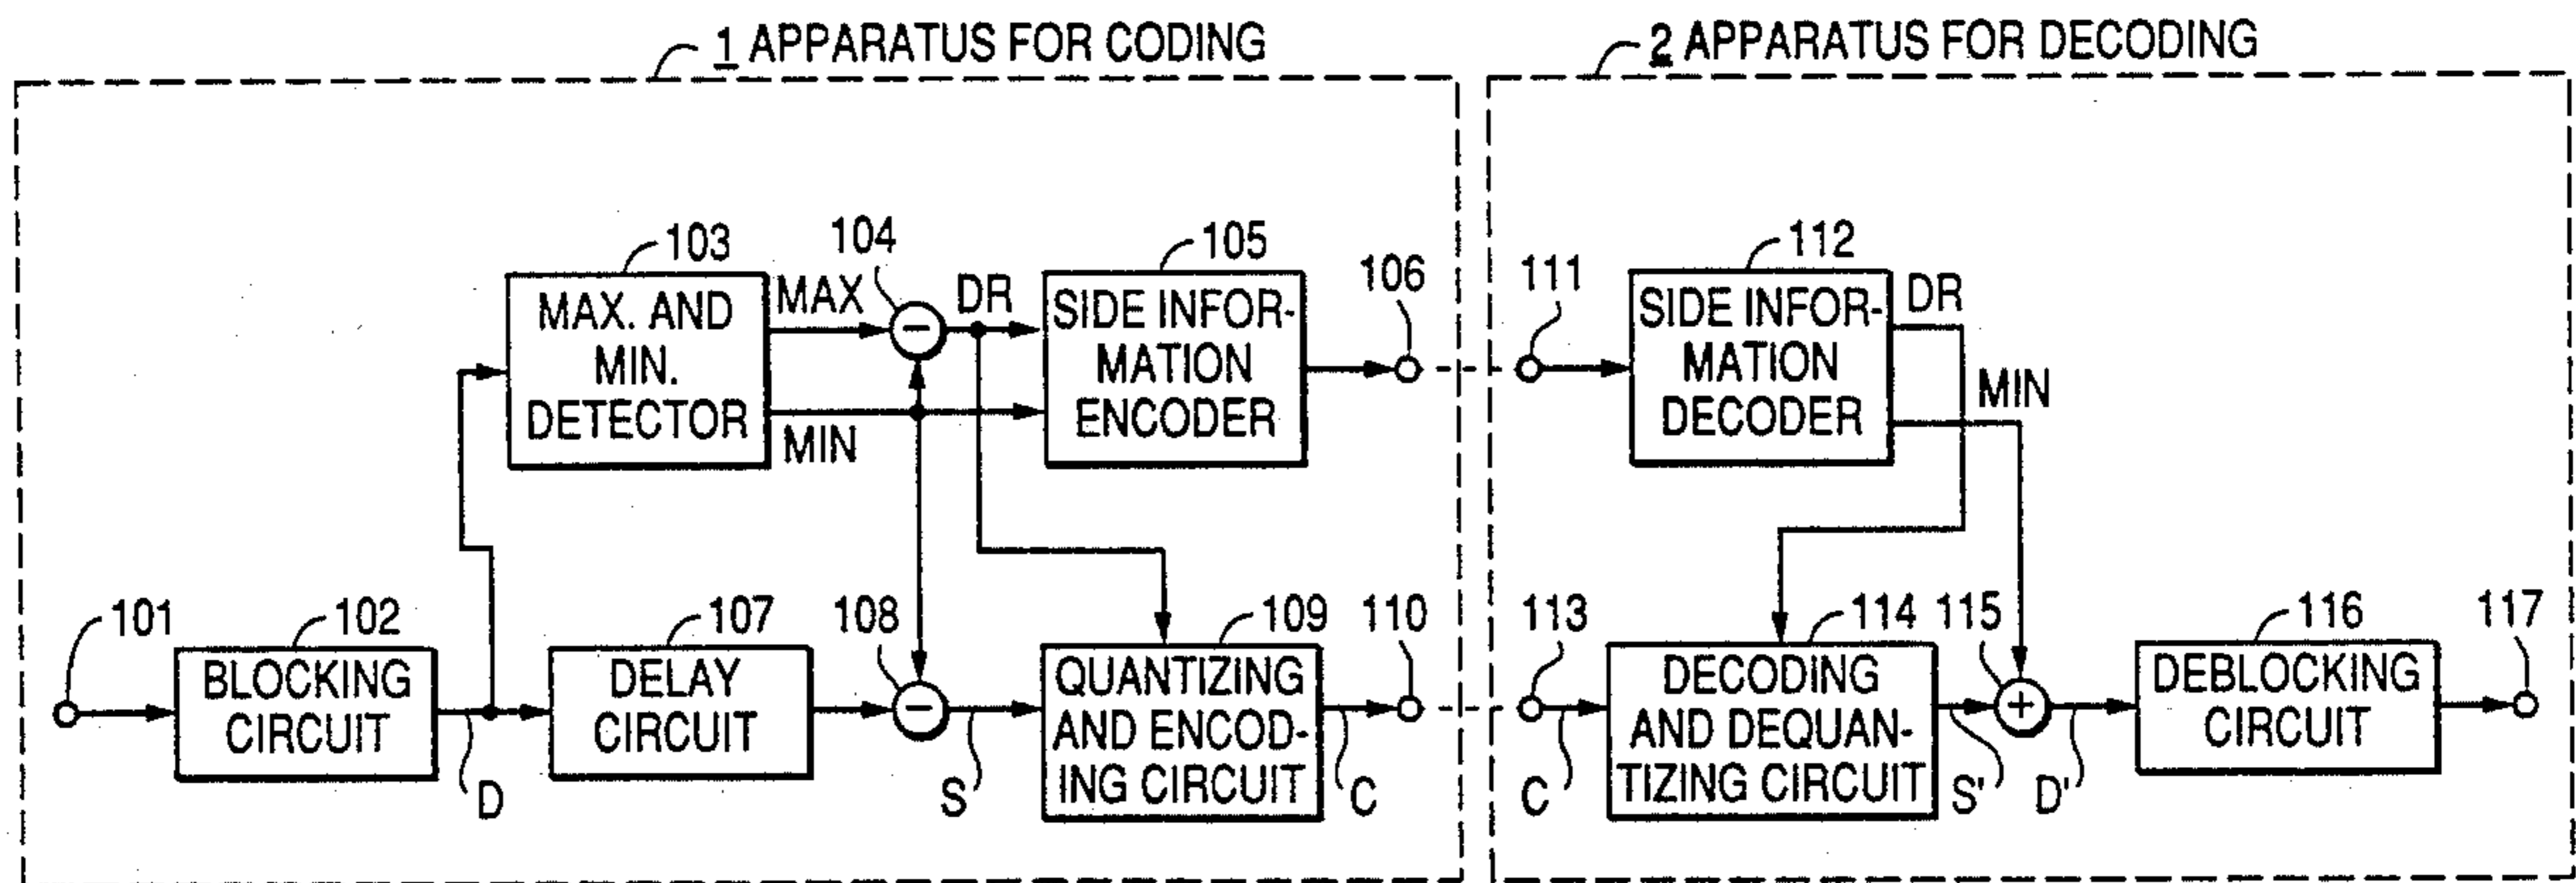 1 APPARATUS FOR CODING
2 APPARATUS FOR DECODING
103
MAX. AND
MIN.
DETECTOR
MAX
MIN
104
DR
105
SIDE INFOR-
MATION
ENCODER
106
111
112
SIDE INFOR-
MATION
DECODER
DR
MIN
101
102
BLOCKING
CIRCUIT
D
107
DELAY
CIRCUIT
108
−
S
109
QUANTIZING
AND ENCOD-
ING CIRCUIT
C
110
113
C
114
DECODING
AND DEQUAN-
TIZING CIRCUIT
S'
115
+
D'
116
DEBLOCKING
CIRCUIT
117